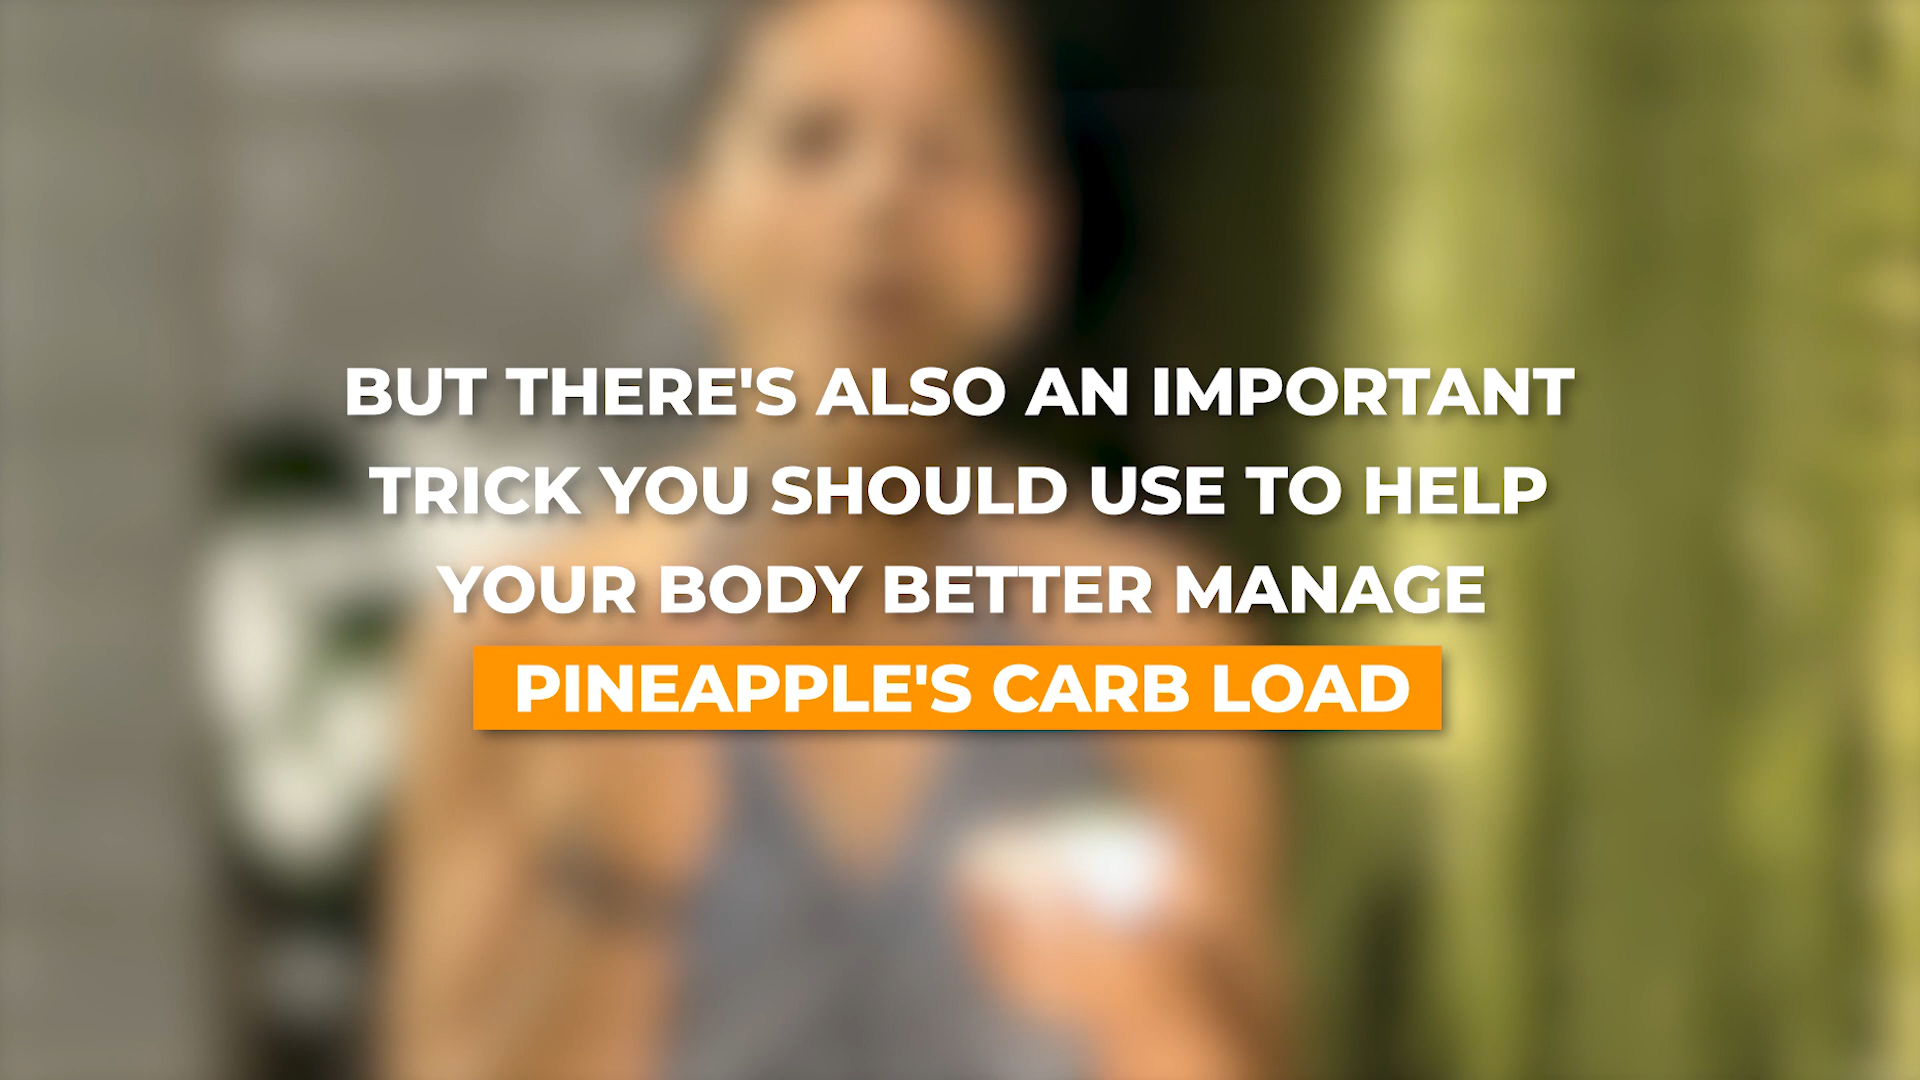 BUT THERE'S ALSO AN IMPORTANT
TRICK YOU SHOULD USE TO HELP
YOUR BODY BETTER MANAGE
PINEAPPLE'S CARB LOAD